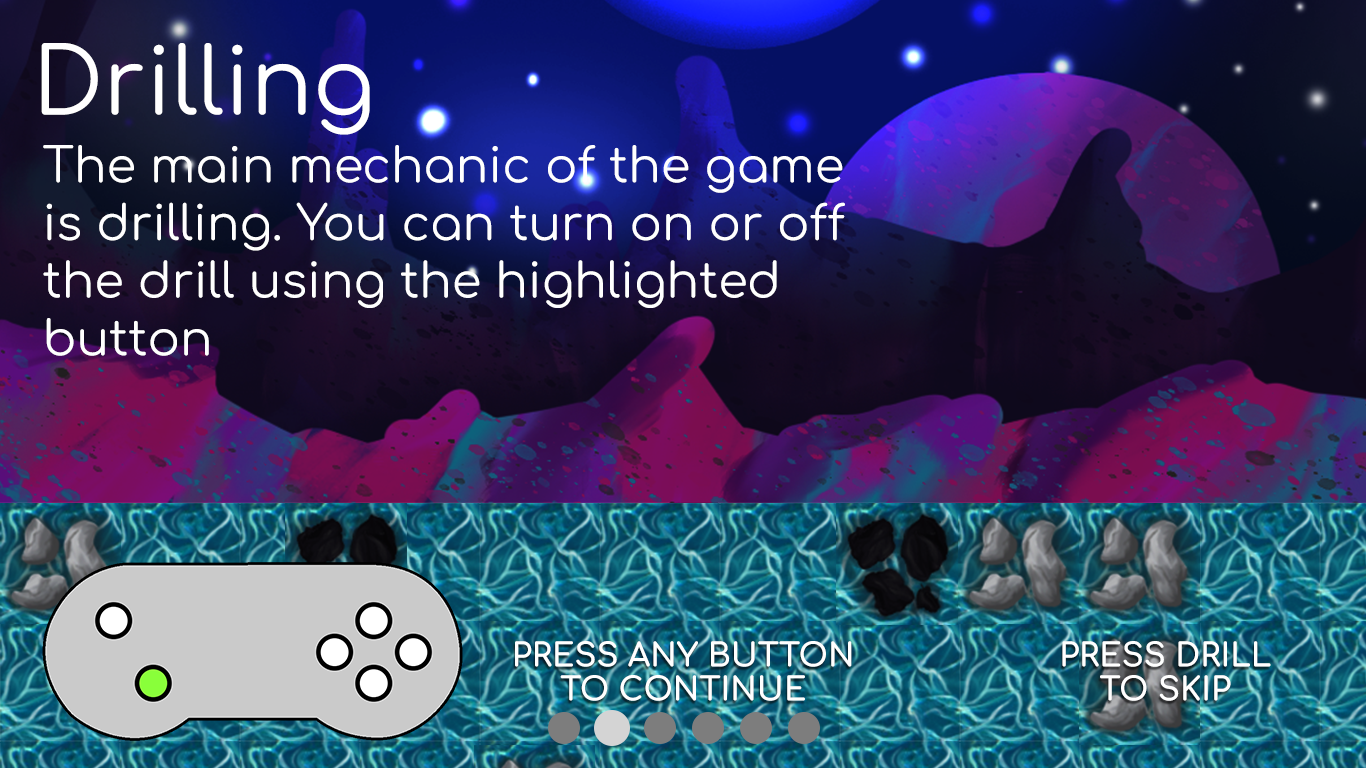 Drilling
The main mechanic of the game
is drilling. You can turn on or off
the drill using the highlighted
button
PRESS ANY BUTTON
TO CONTINUE
PRESS DRILL
TO SKIP